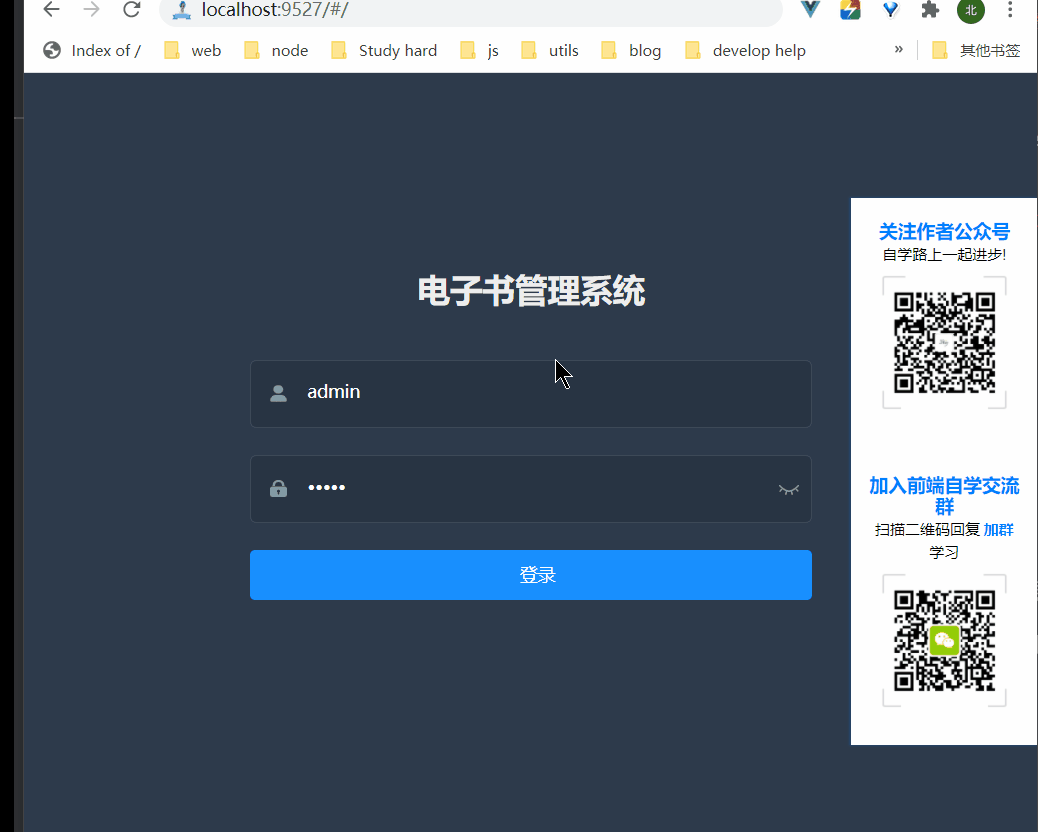 localhost:9527/#/
北
Index of / web node Study hard js utils blog develop help » 其他书签
电子书管理系统
admin
•••••
登录
关注作者公众号
自学路上一起进步!
加入前端自学交流
群
扫描二维码回复 加群
学习